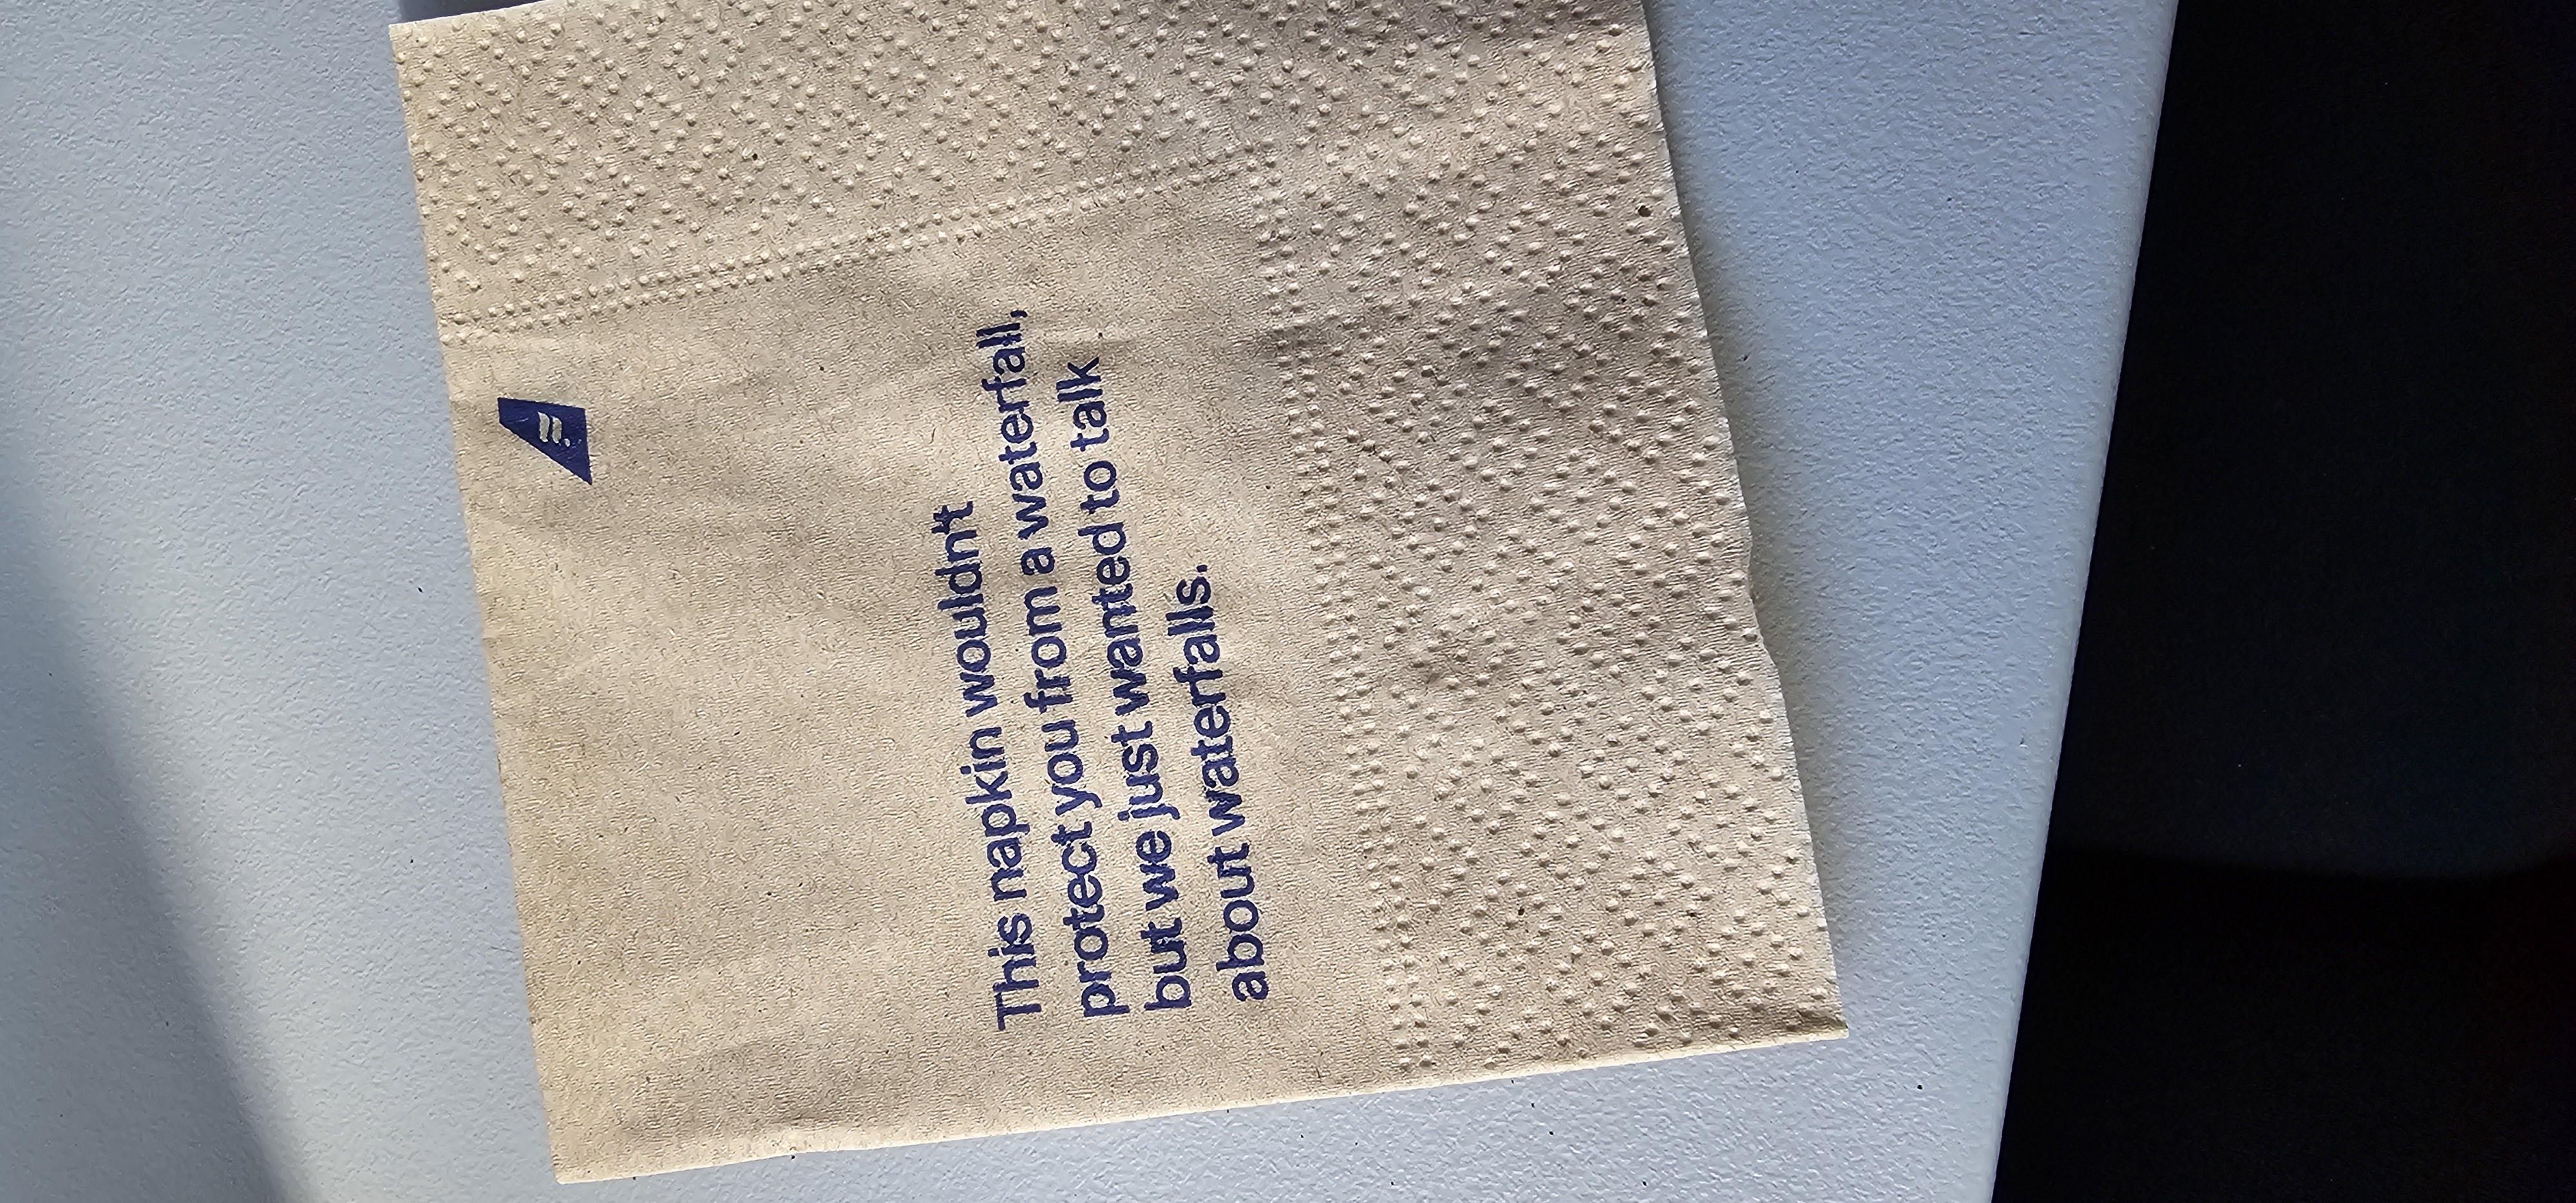 This napkin wouldn't
protect you from a waterfall,
but we just wanted to talk
about waterfalls.